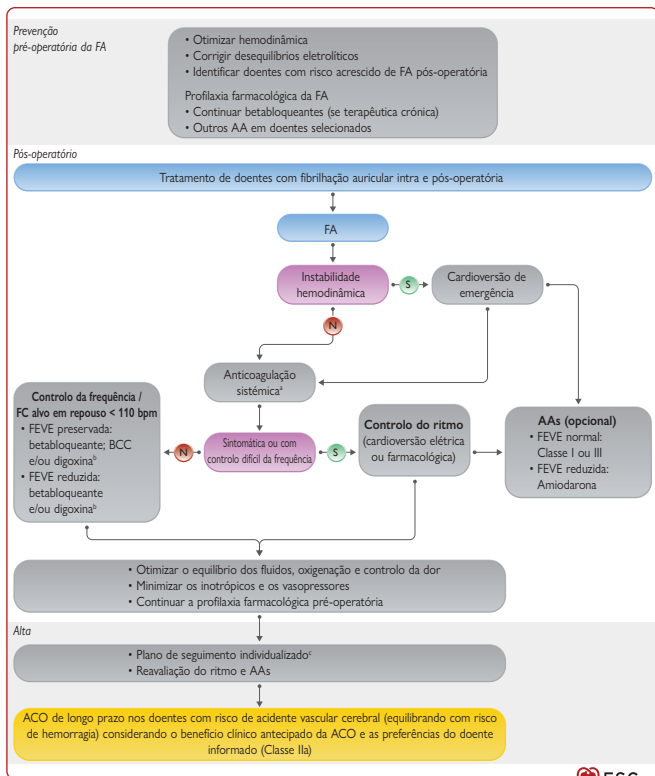 Prevenção
pré-operatória da FA
• Otimizar hemodinâmica
• Corrigir desequilíbrios eletrolíticos
• Identificar doentes com risco acrescido de FA pós-operatória
Profilaxia farmacológica da FA
• Continuar betabloqueantes (se terapêutica crónica)
• Outros AA em doentes selecionados
Pós-operatório
Tratamento de doentes com fibrilhação auricular intra e pós-operatória
FA
Instabilidade
hemodinâmica
S
Cardioversão de
emergência
N
Anticoagulação
sistémicaᵃ
Controlo da frequência /
FC alvo em repouso < 110 bpm
• FEVE preservada:
betabloqueante; BCC
e/ou digoxinaᵇ
• FEVE reduzida:
betabloqueante
e/ou digoxinaᵇ
N
Sintomática ou com
controlo difícil da frequência
S
Controlo do ritmo
(cardioversão elétrica
ou farmacológica)
AAs (opcional)
• FEVE normal:
Classe I ou III
• FEVE reduzida:
Amiodarona
• Otimizar o equilíbrio dos fluidos, oxigenação e controlo da dor
• Minimizar os inotrópicos e os vasopressores
• Continuar a profilaxia farmacológica pré-operatória
Alta
• Plano de seguimento individualizadoᶜ
• Reavaliação do ritmo e AAs
ACO de longo prazo nos doentes com risco de acidente vascular cerebral (equilibrando com risco
de hemorragia) considerando o benefício clínico antecipado da ACO e as preferências do doente
informado (Classe IIa)
ESC